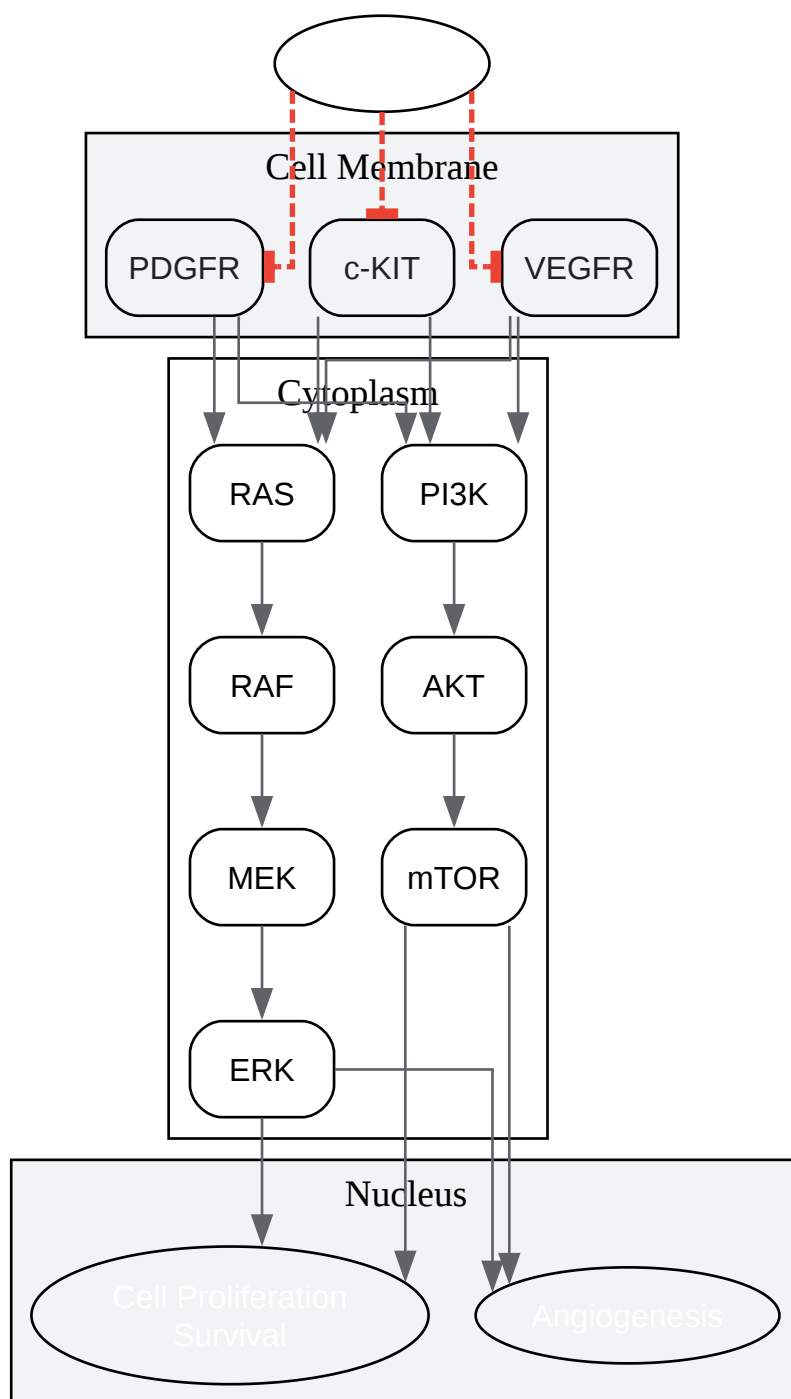 Cell Membrane
PDGFR
c-KIT
VEGFR
Cytoplasm
RAS
PI3K
RAF
AKT
MEK
mTOR
ERK
Nucleus
Cell Proliferation
Survival
Angiogenesis